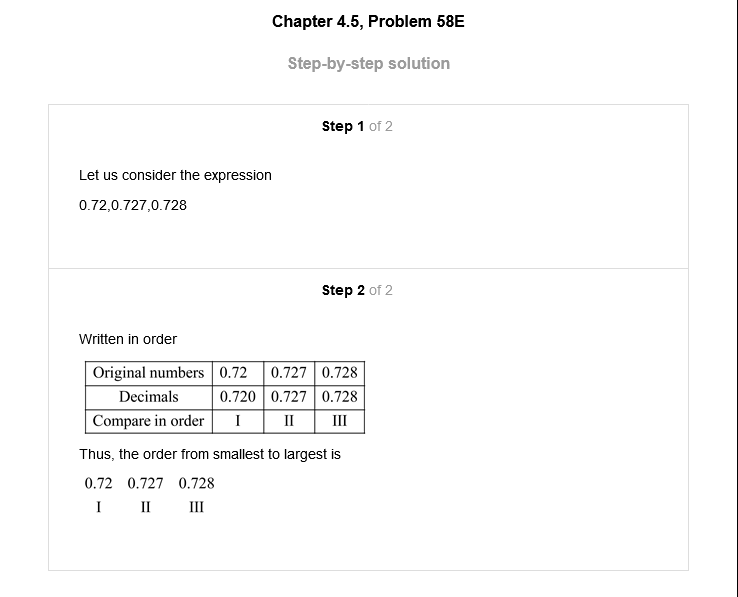 Chapter 4.5, Problem 58E
Step-by-step solution
Step 1 of 2
Let us consider the expression
0.72,0.727,0.728
Step 2 of 2
Written in order
Original numbers 0.72 0.727 0.728
Decimals 0.720 0.727 0.728
Compare in order I II III
Thus, the order from smallest to largest is
0.72 0.727 0.728
I II III